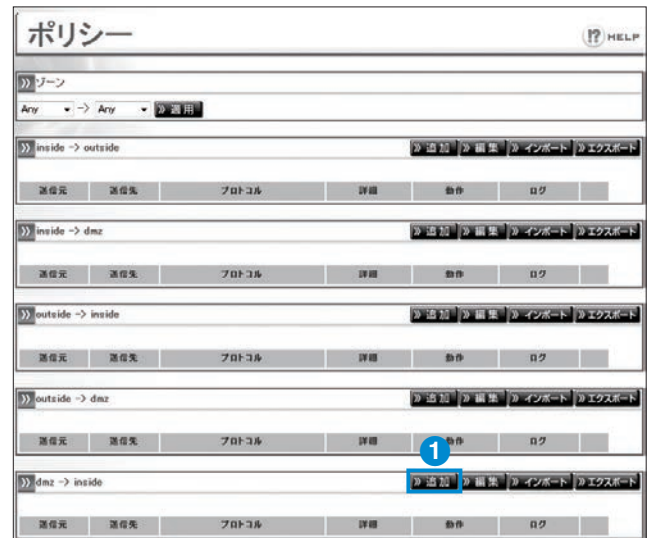 ポリシー
!? HELP
» ゾーン
Any -> Any » 適用
» inside -> outside » 追加 » 編集 » インポート » エクスポート
送信元 送信先 プロトコル 詳細 動作 ログ
» inside -> dmz » 追加 » 編集 » インポート » エクスポート
送信元 送信先 プロトコル 詳細 動作 ログ
» outside -> inside » 追加 » 編集 » インポート » エクスポート
送信元 送信先 プロトコル 詳細 動作 ログ
» outside -> dmz » 追加 » 編集 » インポート » エクスポート
送信元 送信先 プロトコル 詳細 動作 ログ
1
» dmz -> inside » 追加 » 編集 » インポート » エクスポート
送信元 送信先 プロトコル 詳細 動作 ログ